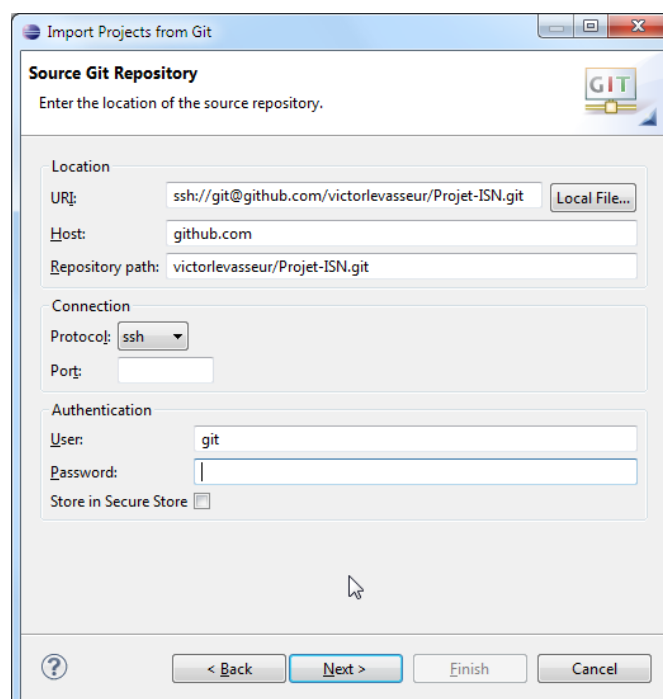 Import Projects from Git
Source Git Repository
Enter the location of the source repository.
GIT
Location
URI: ssh://git@github.com/victorlevasseur/Projet-ISN.git Local File...
Host: github.com
Repository path: victorlevasseur/Projet-ISN.git
Connection
Protocol: ssh
Port:
Authentication
User: git
Password:
Store in Secure Store
? < Back Next > Finish Cancel